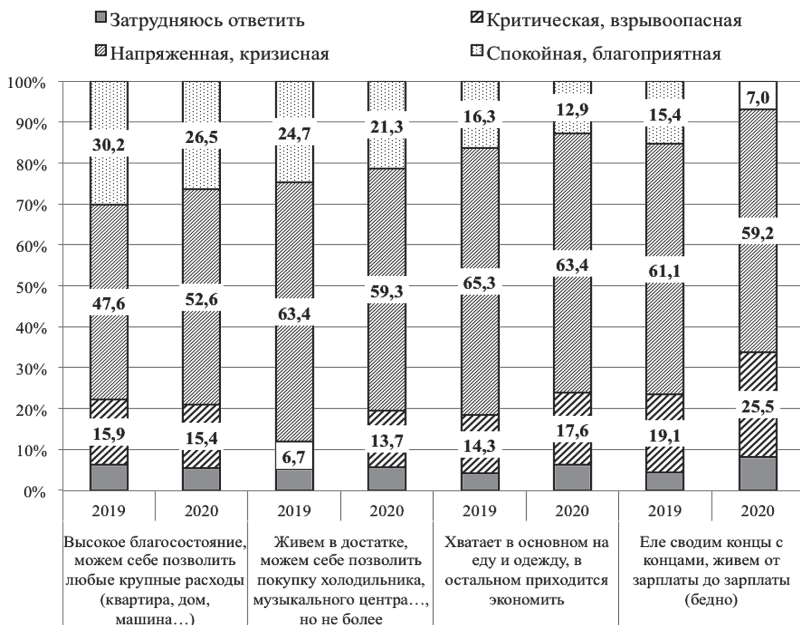 Затрудняюсь ответить
Критическая, взрывоопасная
Напряженная, кризисная
Спокойная, благоприятная
100%
90%
80%
70%
60%
50%
40%
30%
20%
10%
0%
30,2
26,5
24,7
21,3
16,3
12,9
15,4
7,0
47,6
52,6
63,4
59,3
65,3
63,4
61,1
59,2
15,9
15,4
6,7
13,7
14,3
17,6
19,1
25,5
2019
2020
2019
2020
2019
2020
2019
2020
Высокое благосостояние,
можем себе позволить
любые крупные расходы
(квартира, дом,
машина…)
Живем в достатке,
можем себе позволить
покупку холодильника,
музыкального центра…,
но не более
Хватает в основном на
еду и одежду, в
остальном приходится
экономить
Еле сводим концы с
концами, живем от
зарплаты до зарплаты
(бедно)